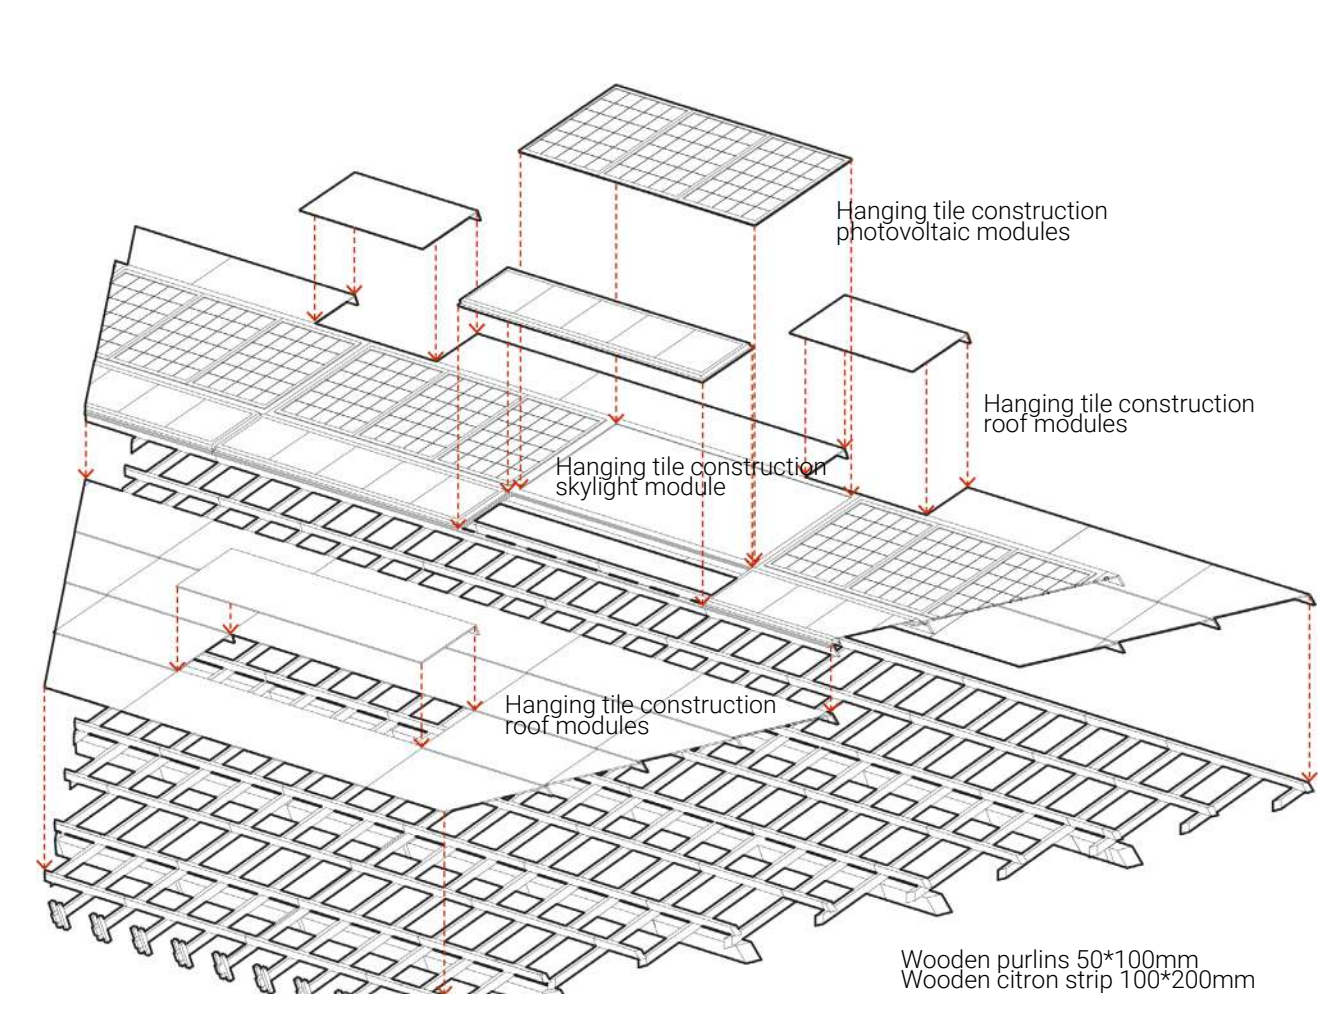 Hanging tile construction
photovoltaic modules
Hanging tile construction
roof modules
Hanging tile construction
skylight module
Hanging tile construction
roof modules
Wooden purlins 50*100mm
Wooden citron strip 100*200mm